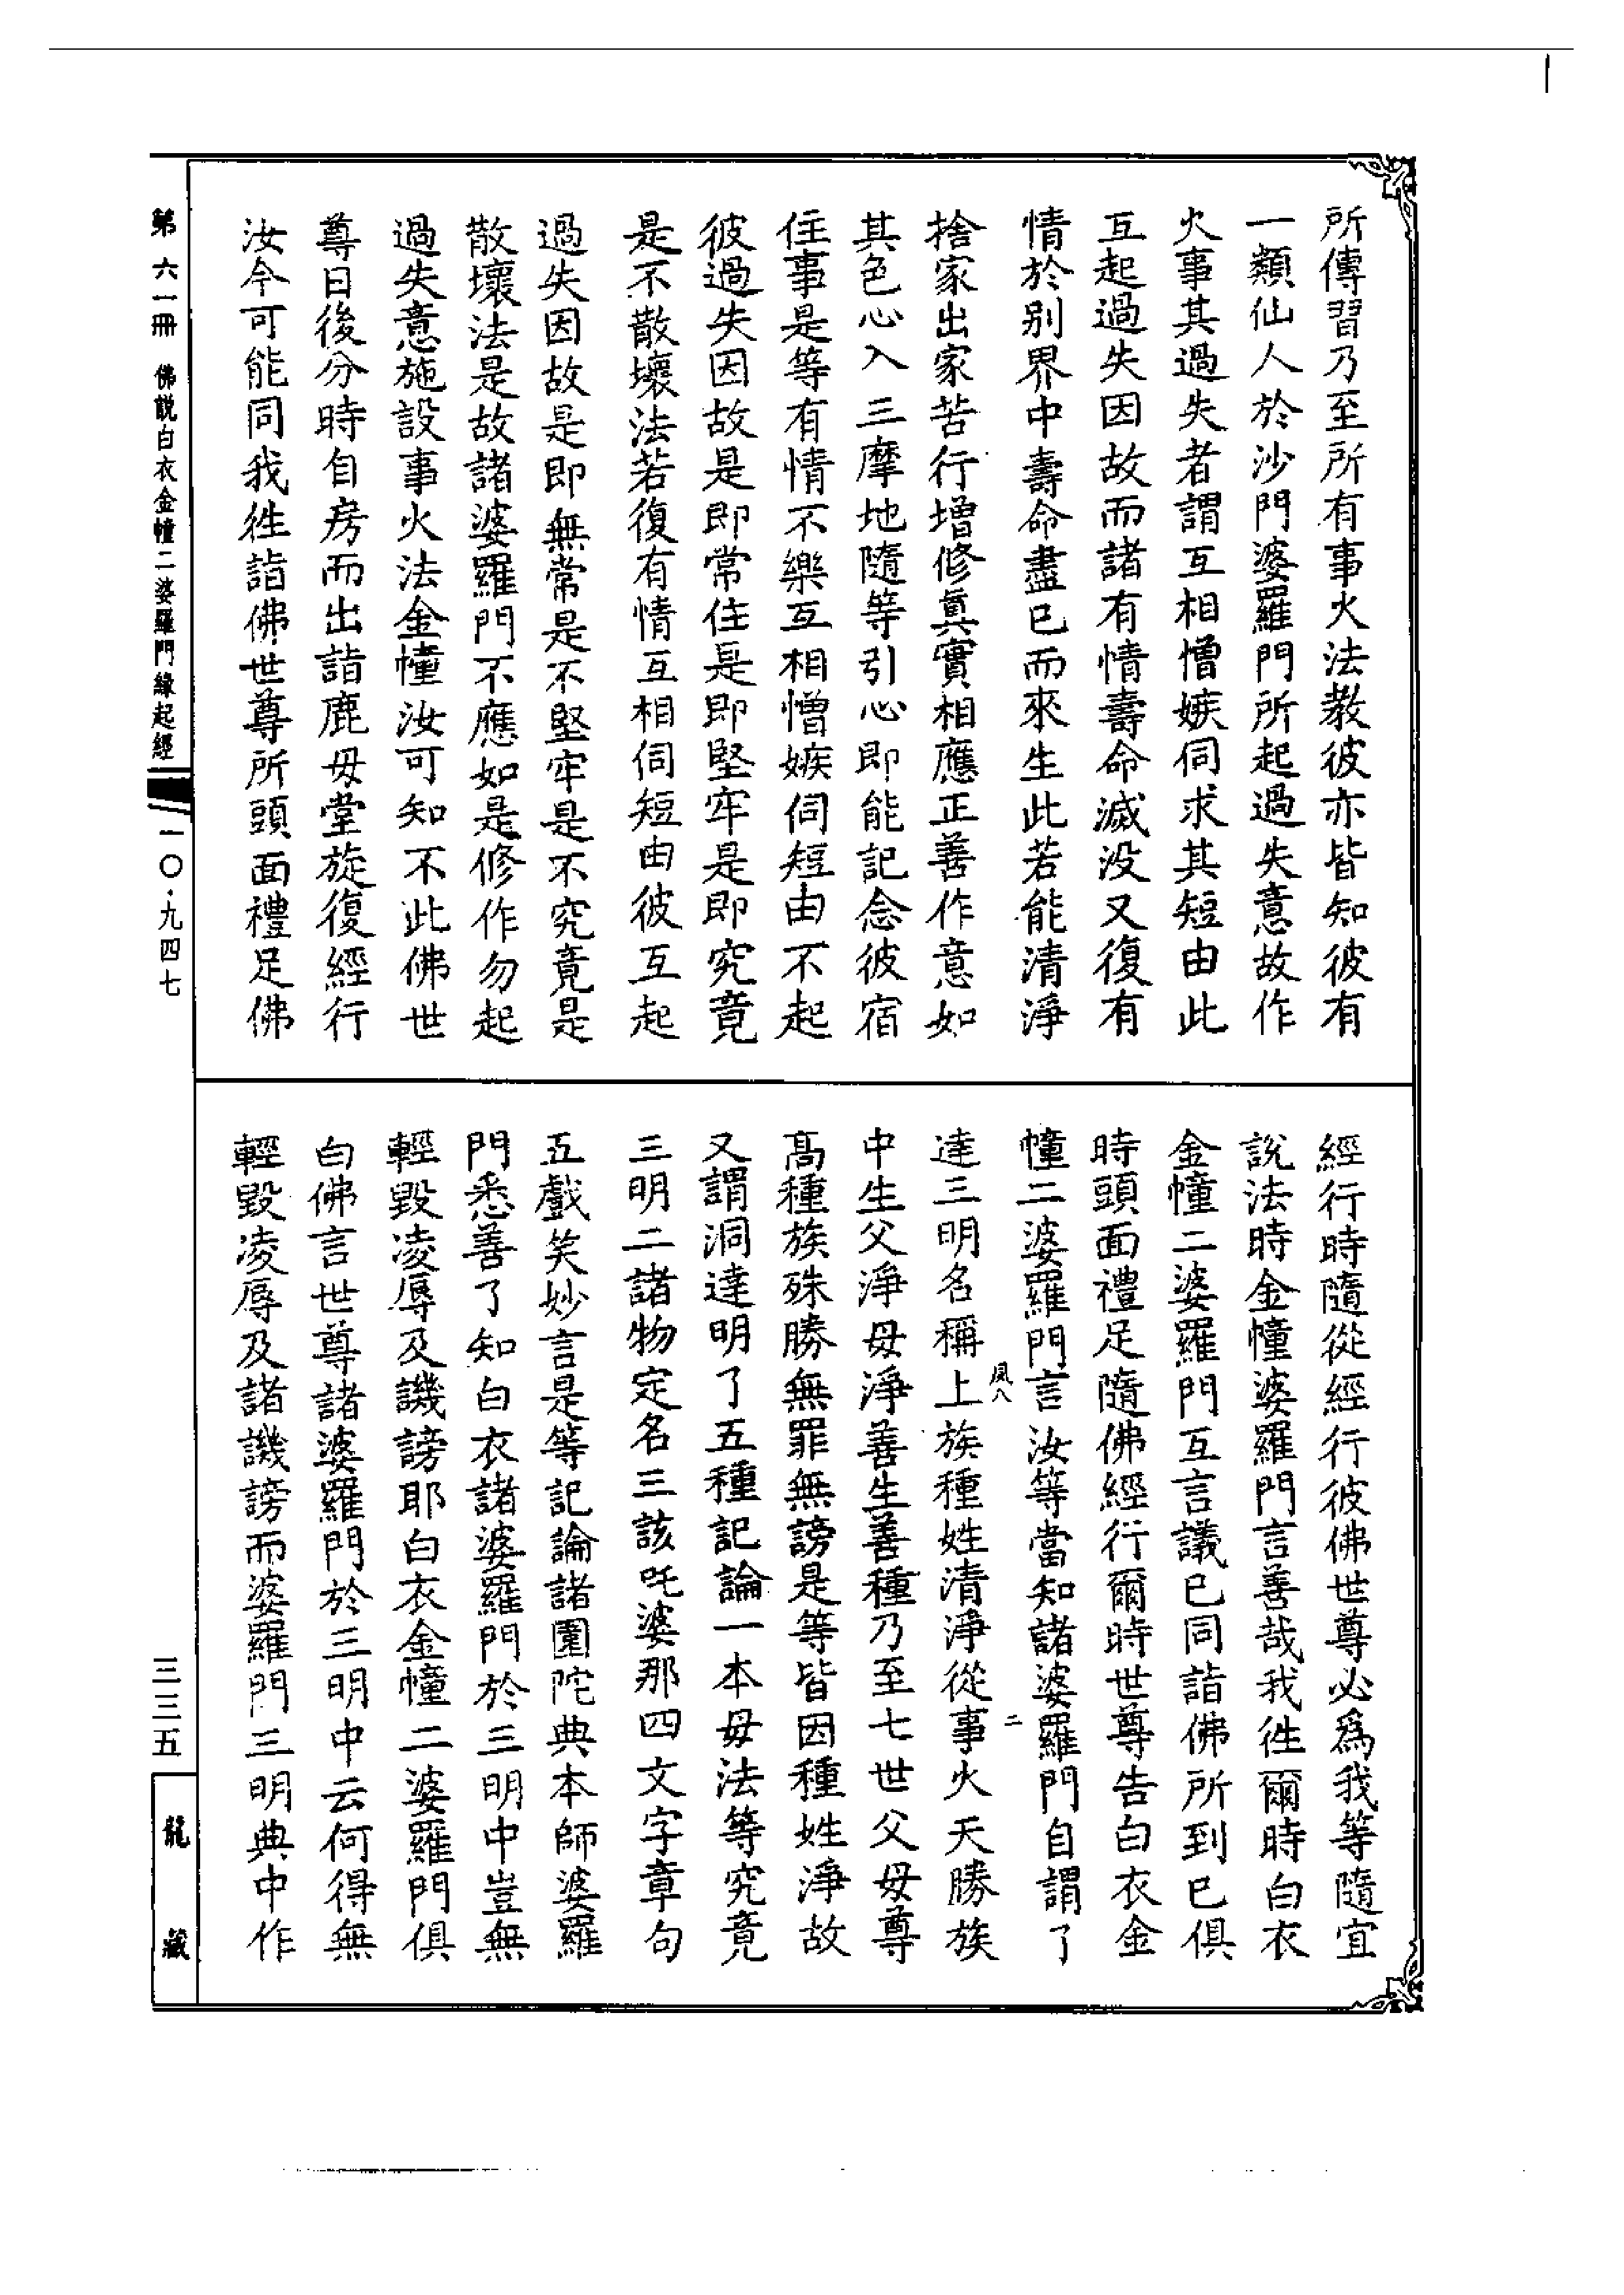 所傳習乃至所有事火法教彼亦皆知彼有
一類仙人於沙門婆羅門所起過失意故作
火事其過失者謂互相憎嫉伺求其短由此
互起過失因故而諸有情壽命滅没又復有
情於别界中壽命盡已而來生此若能清淨
捨家出家苦行增修真實相應正善作意如
其色心入三摩地隨等引心即能記念彼宿
住事是等有情不樂互相憎嫉伺短由不起
彼過失因故是即常住是即堅牢是即究竟
是不散壞法若復有情互相伺短由彼互起
過失因故是即無常是不堅牢是不究竟是
散壞法是故諸婆羅門不應如是修作勿起
過失意施設事火法金幢汝可知不此佛世
尊日後分時自房而出詣鹿母堂旋復經行
汝今可能同我徃詣佛世尊所頭面禮足佛
經行時隨從經行彼佛世尊必爲我等隨宜
說法時金幢婆羅門言善哉我徃爾時白衣
金幢二婆羅門互言議已同詣佛所到已俱
時頭面禮足隨佛經行爾時世尊告白衣金
幢二婆羅門言汝等當知諸婆羅門自謂了
風八 二
達三明名稱上族種姓清淨從事火天勝族
中生父淨母淨善生善種乃至七世父母尊
高種族殊勝無罪無謗是等皆因種姓淨故
又謂洞達明了五種記論一本母法等究竟
三明二諸物定名三該吒婆那四文字章句
五戲笑妙言是等記論諸圍陀典本師婆羅
門悉善了知白衣諸婆羅門於三明中豈無
輕毀凌辱及譏謗耶白衣金幢二婆羅門俱
白佛言世尊諸婆羅門於三明中云何得無
輕毀凌辱及諸譏謗而婆羅門三明典中作
第六一冊 佛説白衣金幢二婆羅門緣起經
一〇·九四七
三三五
龍藏